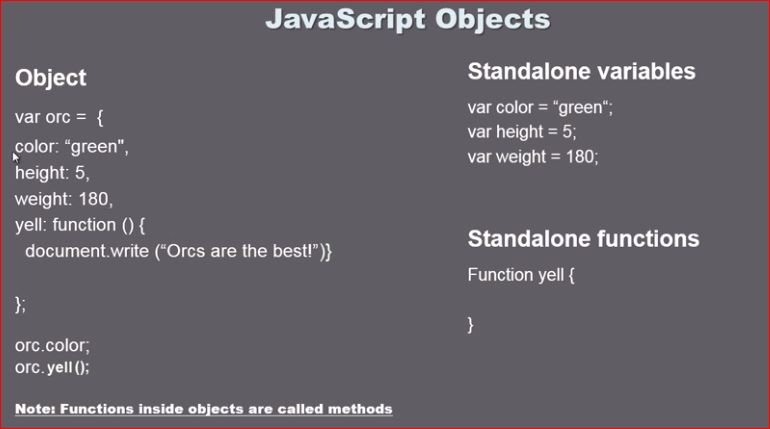 JavaScript Objects
Object
var orc =  {
color: “green",
height: 5,
weight: 180,
yell: function () {
document.write (“Orcs are the best!”)}
};
orc.color;
orc. yell();
Note: Functions inside objects are called methods
Standalone variables
var color = “green“;
var height = 5;
var weight = 180;
Standalone functions
Function yell {
}